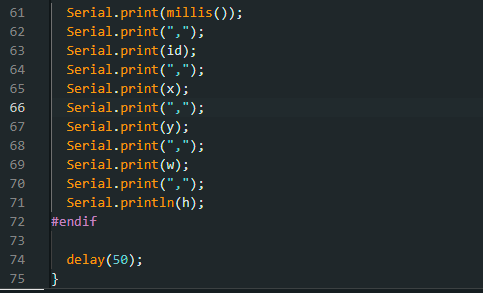 61 Serial.print(millis());
62 Serial.print(",");
63 Serial.print(id);
64 Serial.print(",");
65 Serial.print(x);
66 Serial.print(",");
67 Serial.print(y);
68 Serial.print(",");
69 Serial.print(w);
70 Serial.print(",");
71 Serial.println(h);
72 #endif
73
74 delay(50);
75 }